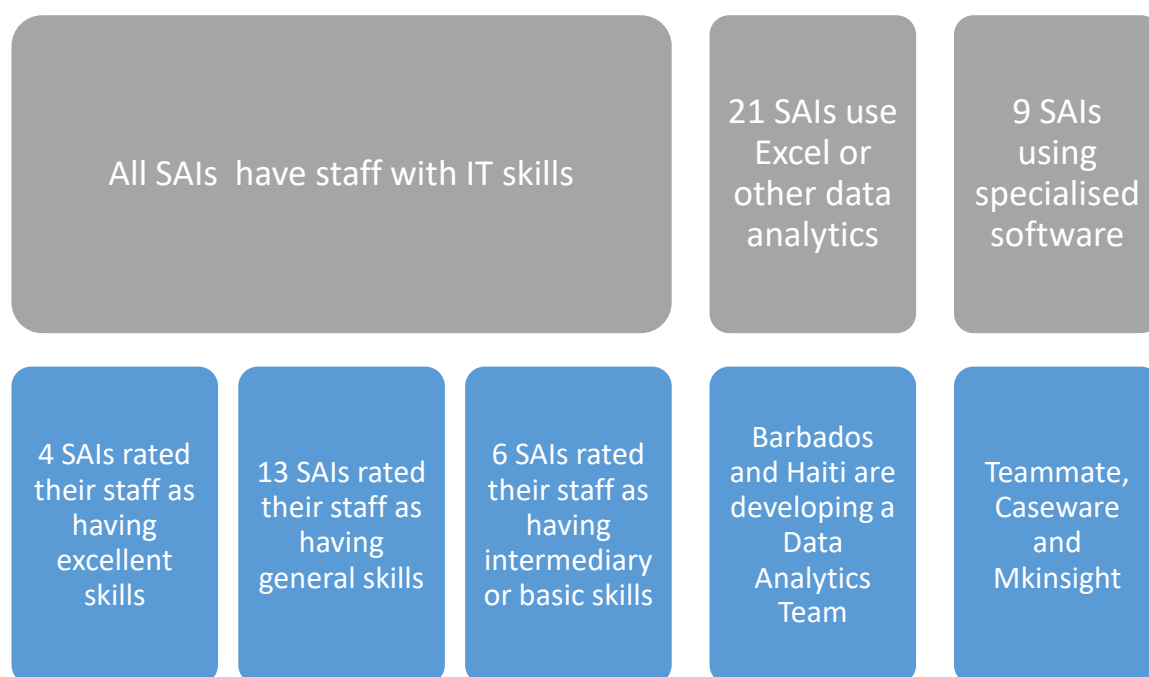 All SAIs  have staff with IT skills
21 SAIs use
Excel or
other data
analytics
9 SAIs
using
specialised
software
4 SAIs rated
their staff as
having
excellent
skills
13 SAIs rated
their staff as
having
general skills
6 SAIs rated
their staff as
having
intermediary
or basic skills
Barbados
and Haiti are
developing a
Data
Analytics
Team
Teammate,
Caseware
and
Mkinsight